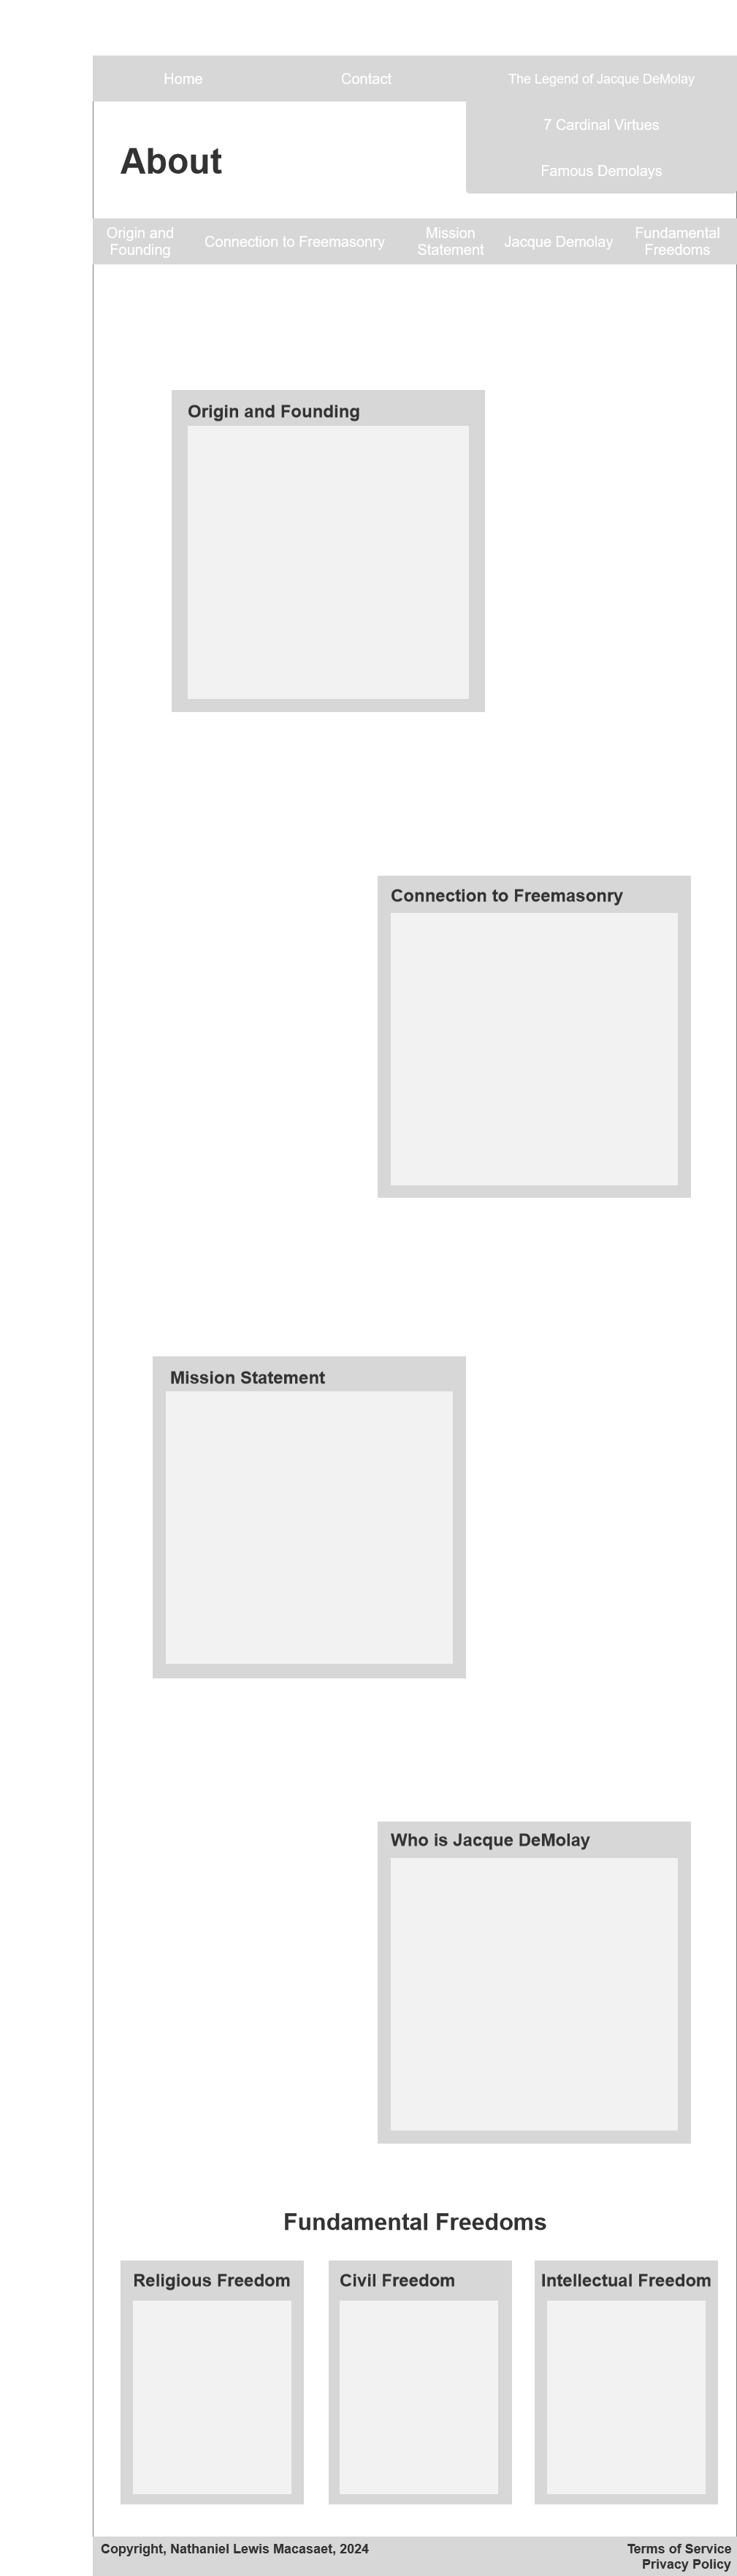 Home
Contact
The Legend of Jacque DeMolay
7 Cardinal Virtues
Famous Demolays
About
Origin and
Founding
Connection to Freemasonry
Mission
Statement
Jacque Demolay
Fundamental
Freedoms
Origin and Founding
Connection to Freemasonry
Mission Statement
Who is Jacque DeMolay
Fundamental Freedoms
Religious Freedom
Civil Freedom
Intellectual Freedom
Copyright, Nathaniel Lewis Macasaet, 2024
Terms of Service
Privacy Policy